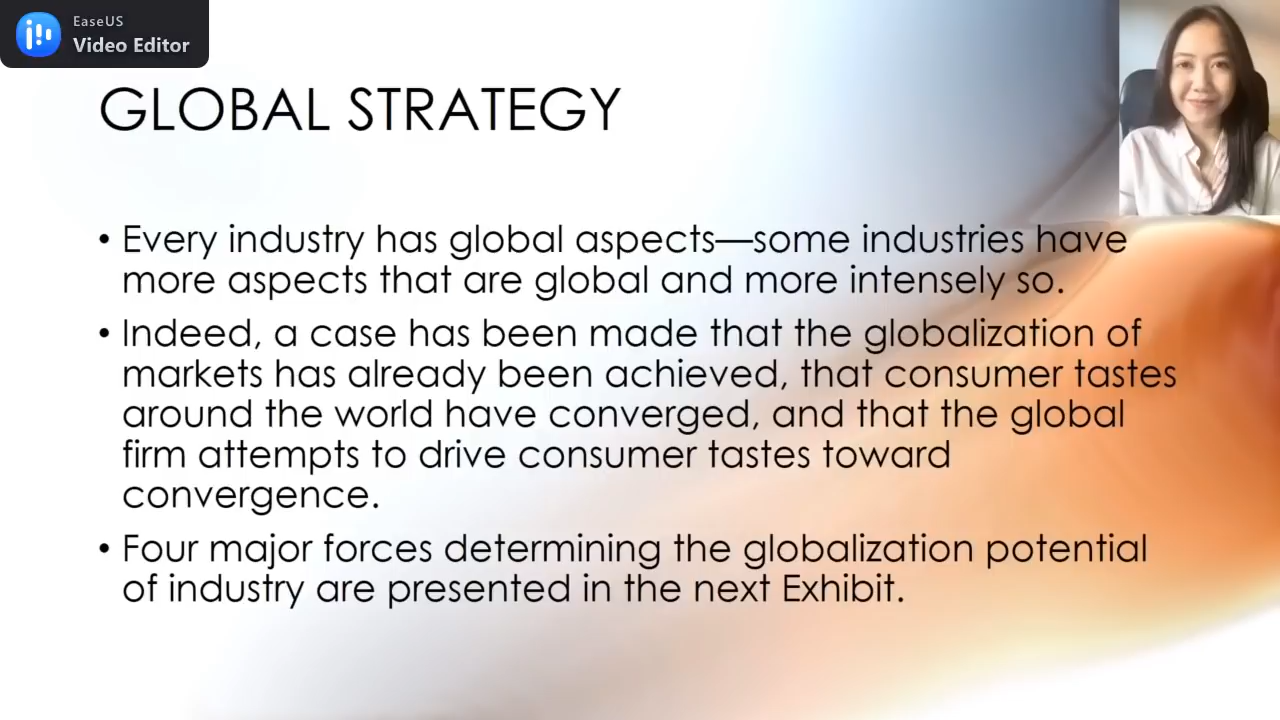 EaseUS
Video Editor
GLOBAL STRATEGY
• Every industry has global aspects—some industries have
more aspects that are global and more intensely so.
• Indeed, a case has been made that the globalization of
markets has already been achieved, that consumer tastes
around the world have converged, and that the global
firm attempts to drive consumer tastes toward
convergence.
• Four major forces determining the globalization potential
of industry are presented in the next Exhibit.